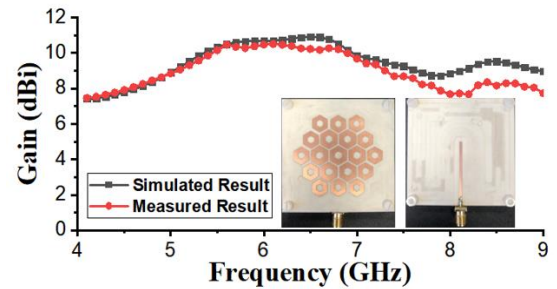 12
10
8
6
4
2
0
Gain (dBi)
Simulated Result
Measured Result
4 5 6 7 8 9
Frequency (GHz)